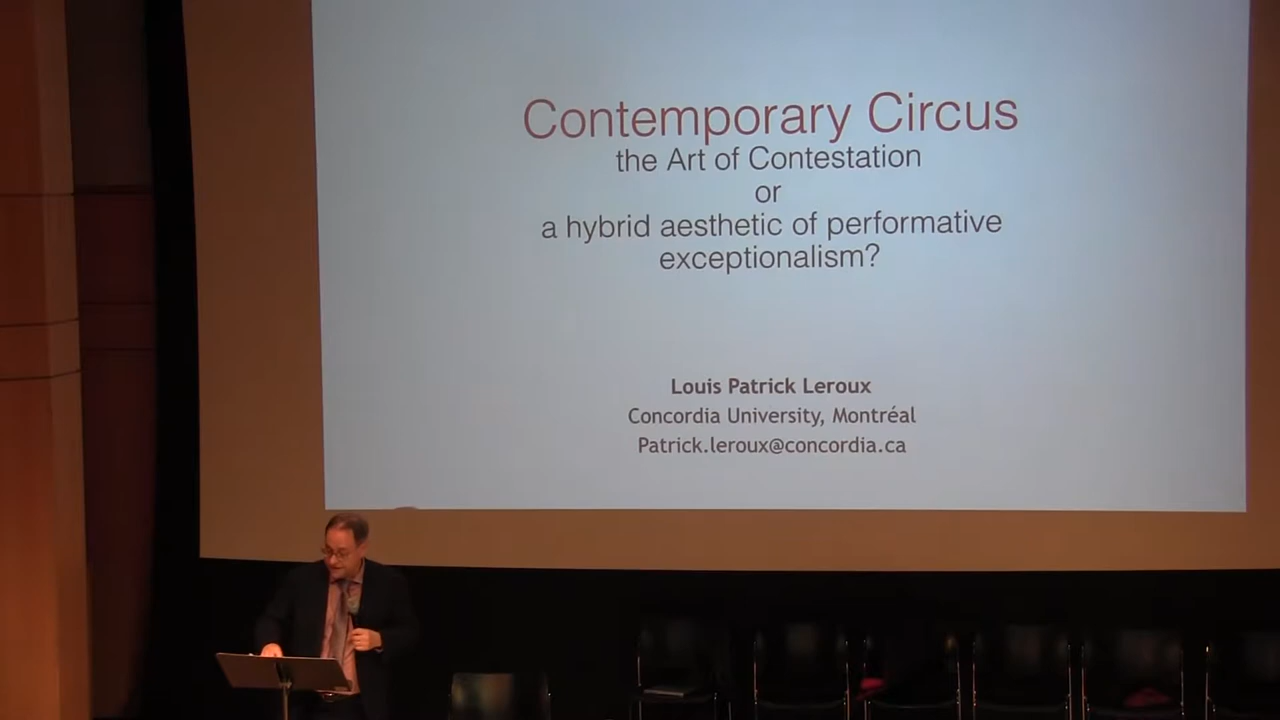 Contemporary Circus
the Art of Contestation
or
a hybrid aesthetic of performative
exceptionalism?
Louis Patrick Leroux
Concordia University, Montréal
Patrick.leroux@concordia.ca